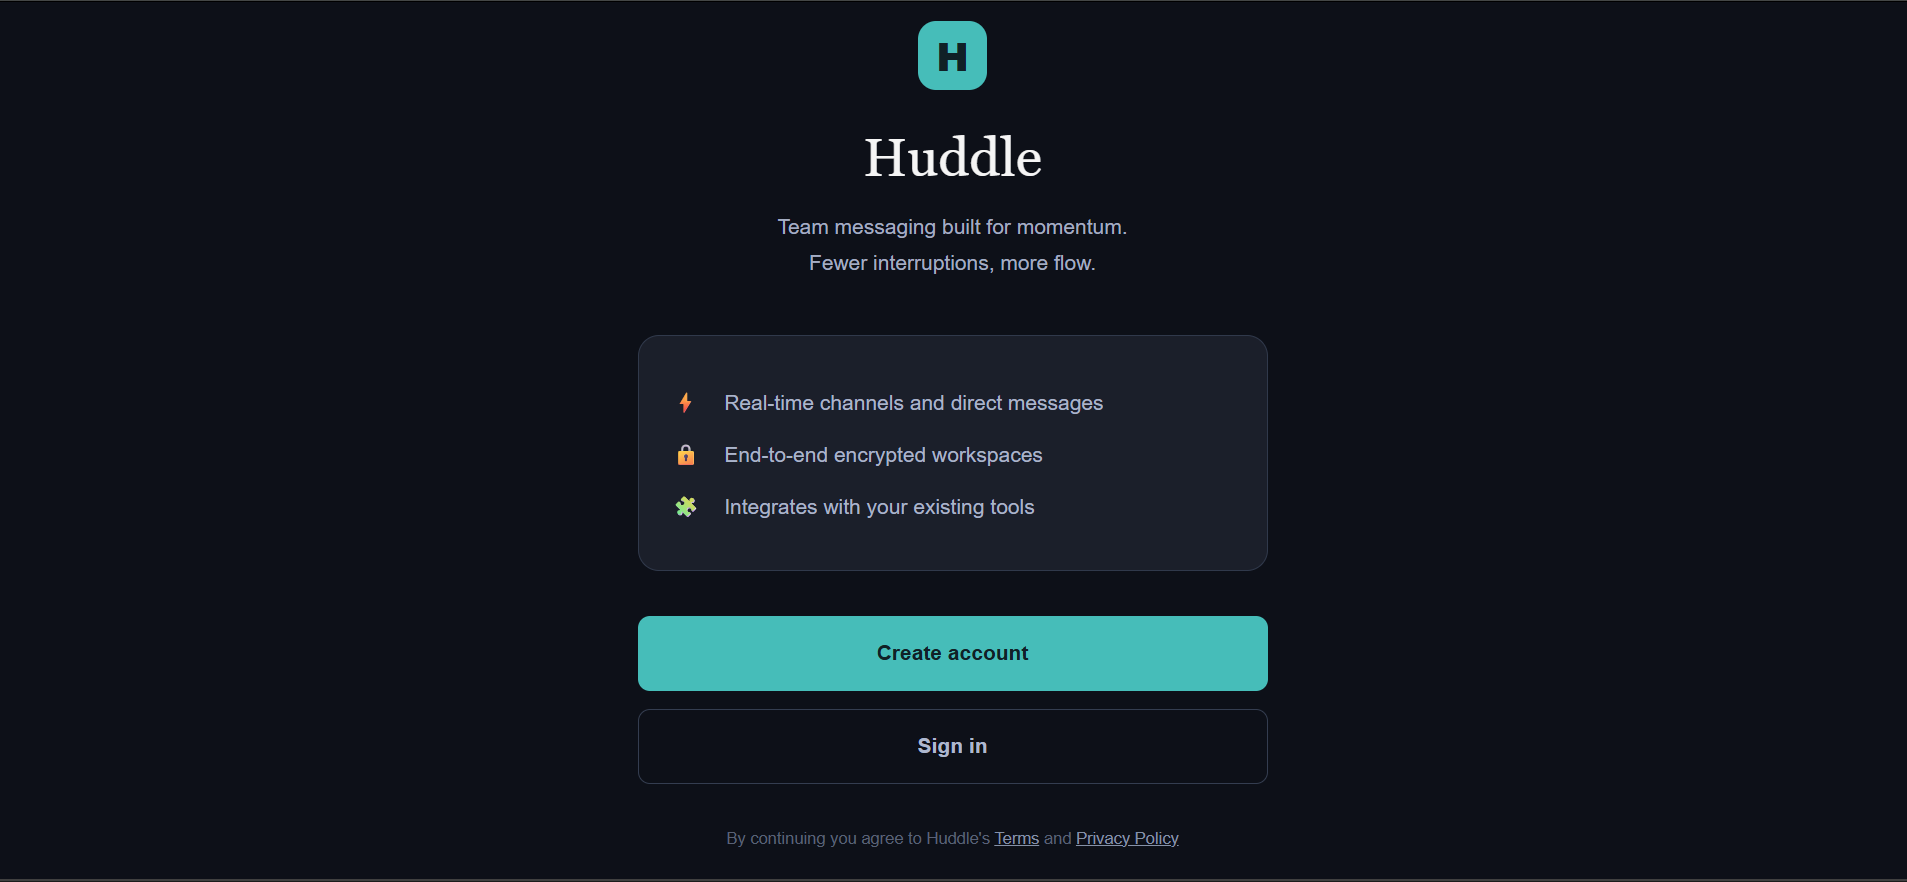 H
Huddle
Team messaging built for momentum.
Fewer interruptions, more flow.
Real-time channels and direct messages
End-to-end encrypted workspaces
Integrates with your existing tools
Create account
Sign in
By continuing you agree to Huddle's Terms and Privacy Policy